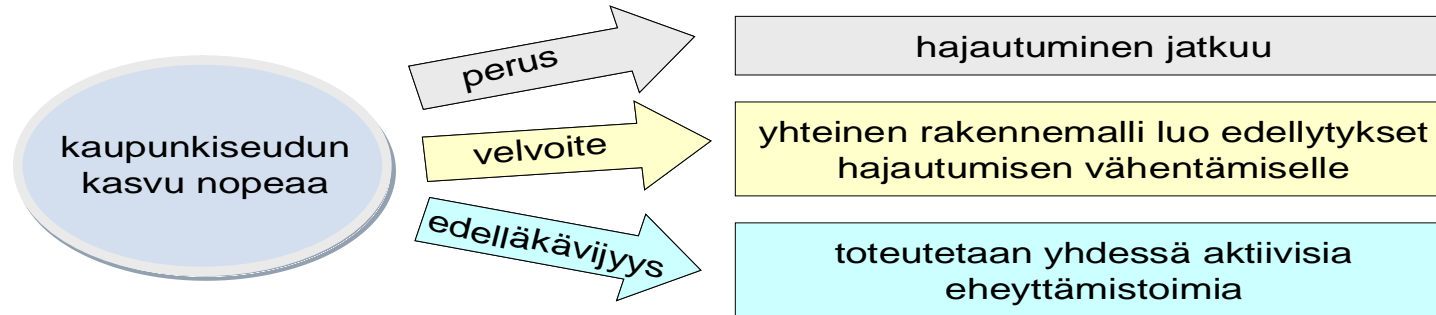 kaupunkiseudun
kasvu nopeaa
perus
hajautuminen jatkuu
velvoite
yhteinen rakennemalli luo edellytykset
hajautumisen vähentämiselle
edelläkävijyys
toteutetaan yhdessä aktiivisia
eheyttämistoimia